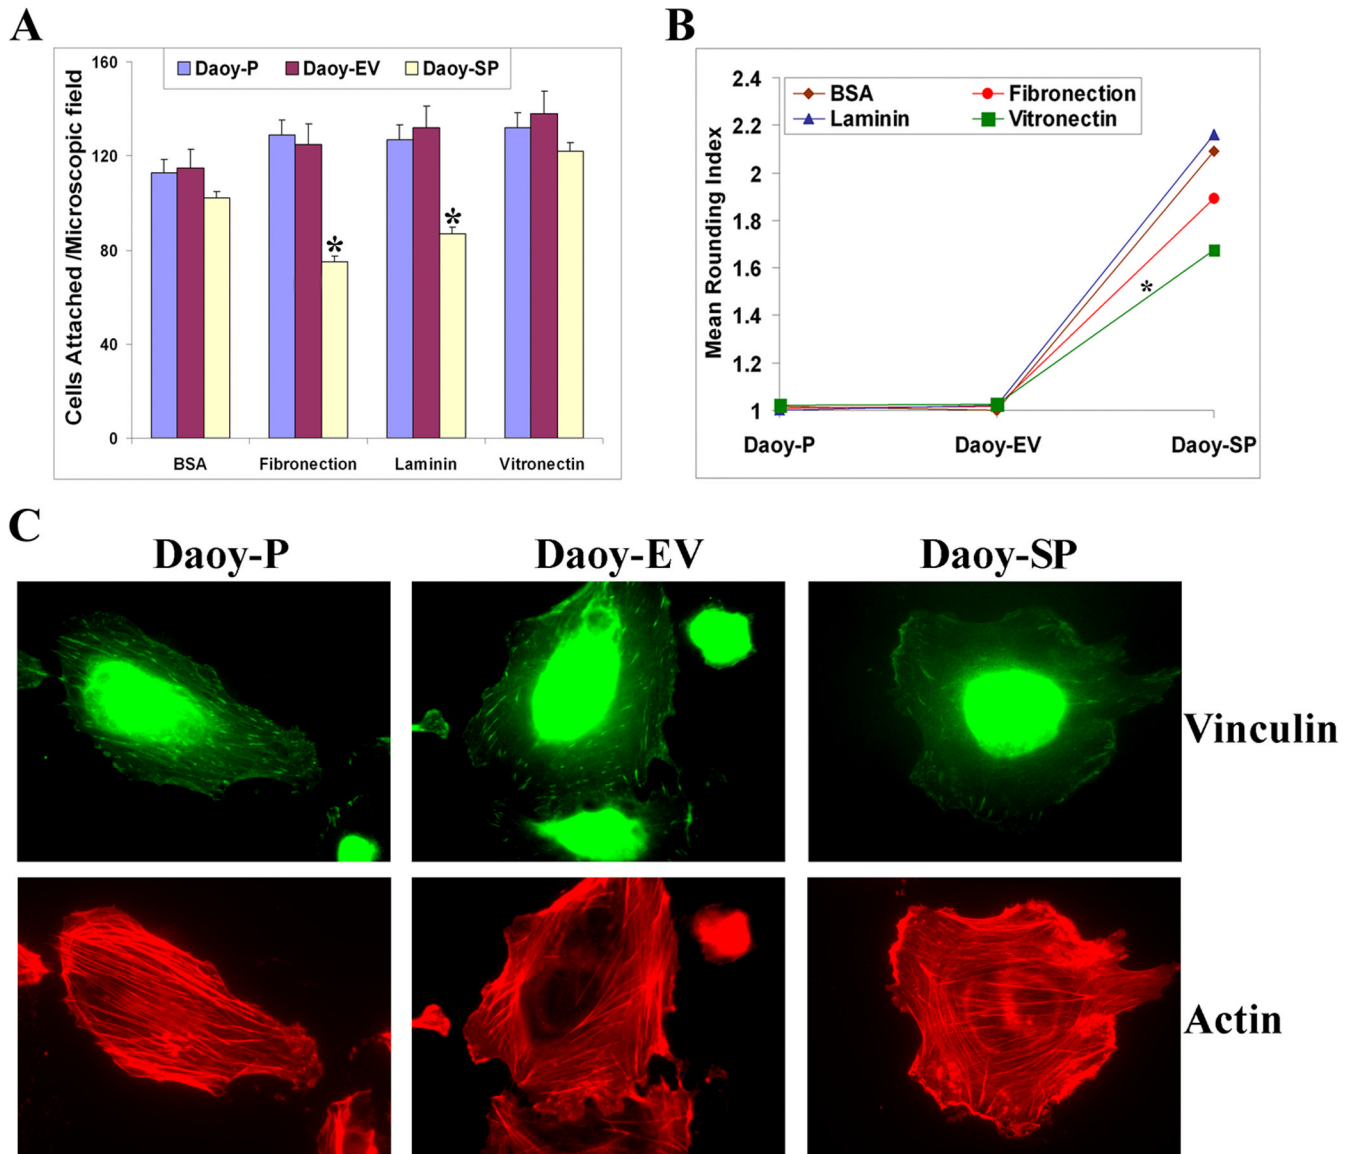 A
Cells Attached /Microscopic field
160
120
80
40
0
Daoy-P Daoy-EV Daoy-SP
*
*
BSA Fibronection Laminin Vitronectin
B
Mean Rounding Index
2.4
2.2
2
1.8
1.6
1.4
1.2
1
BSA Fibronection
Laminin Vitronectin
*
Daoy-P Daoy-EV Daoy-SP
C
Daoy-P Daoy-EV Daoy-SP
Vinculin
Actin